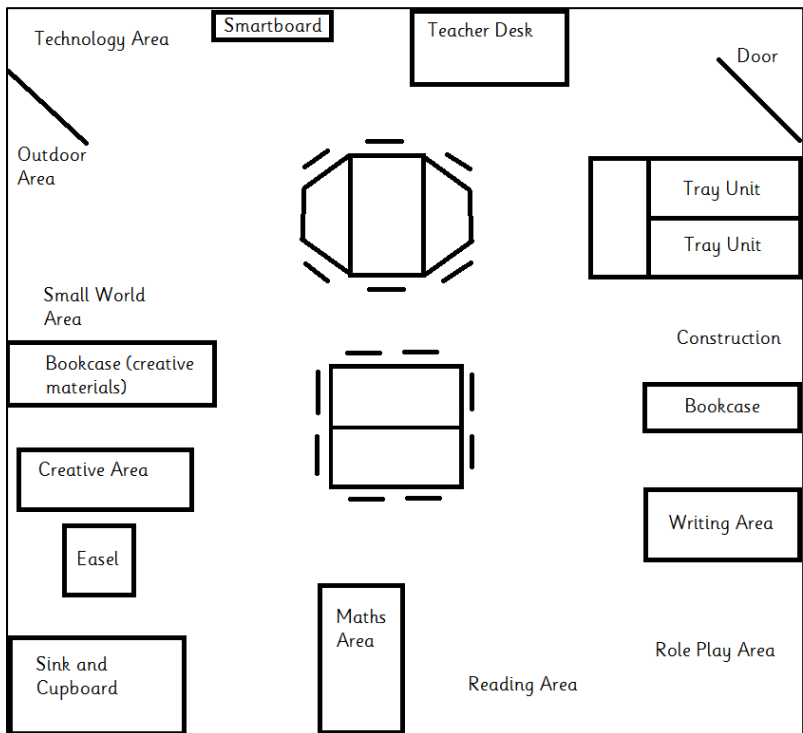 Technology Area
Smartboard
Teacher Desk
Door
Outdoor
Area
Tray Unit
Tray Unit
Small World
Area
Construction
Bookcase (creative
materials)
Bookcase
Creative Area
Writing Area
Easel
Maths
Area
Sink and
Cupboard
Reading Area
Role Play Area